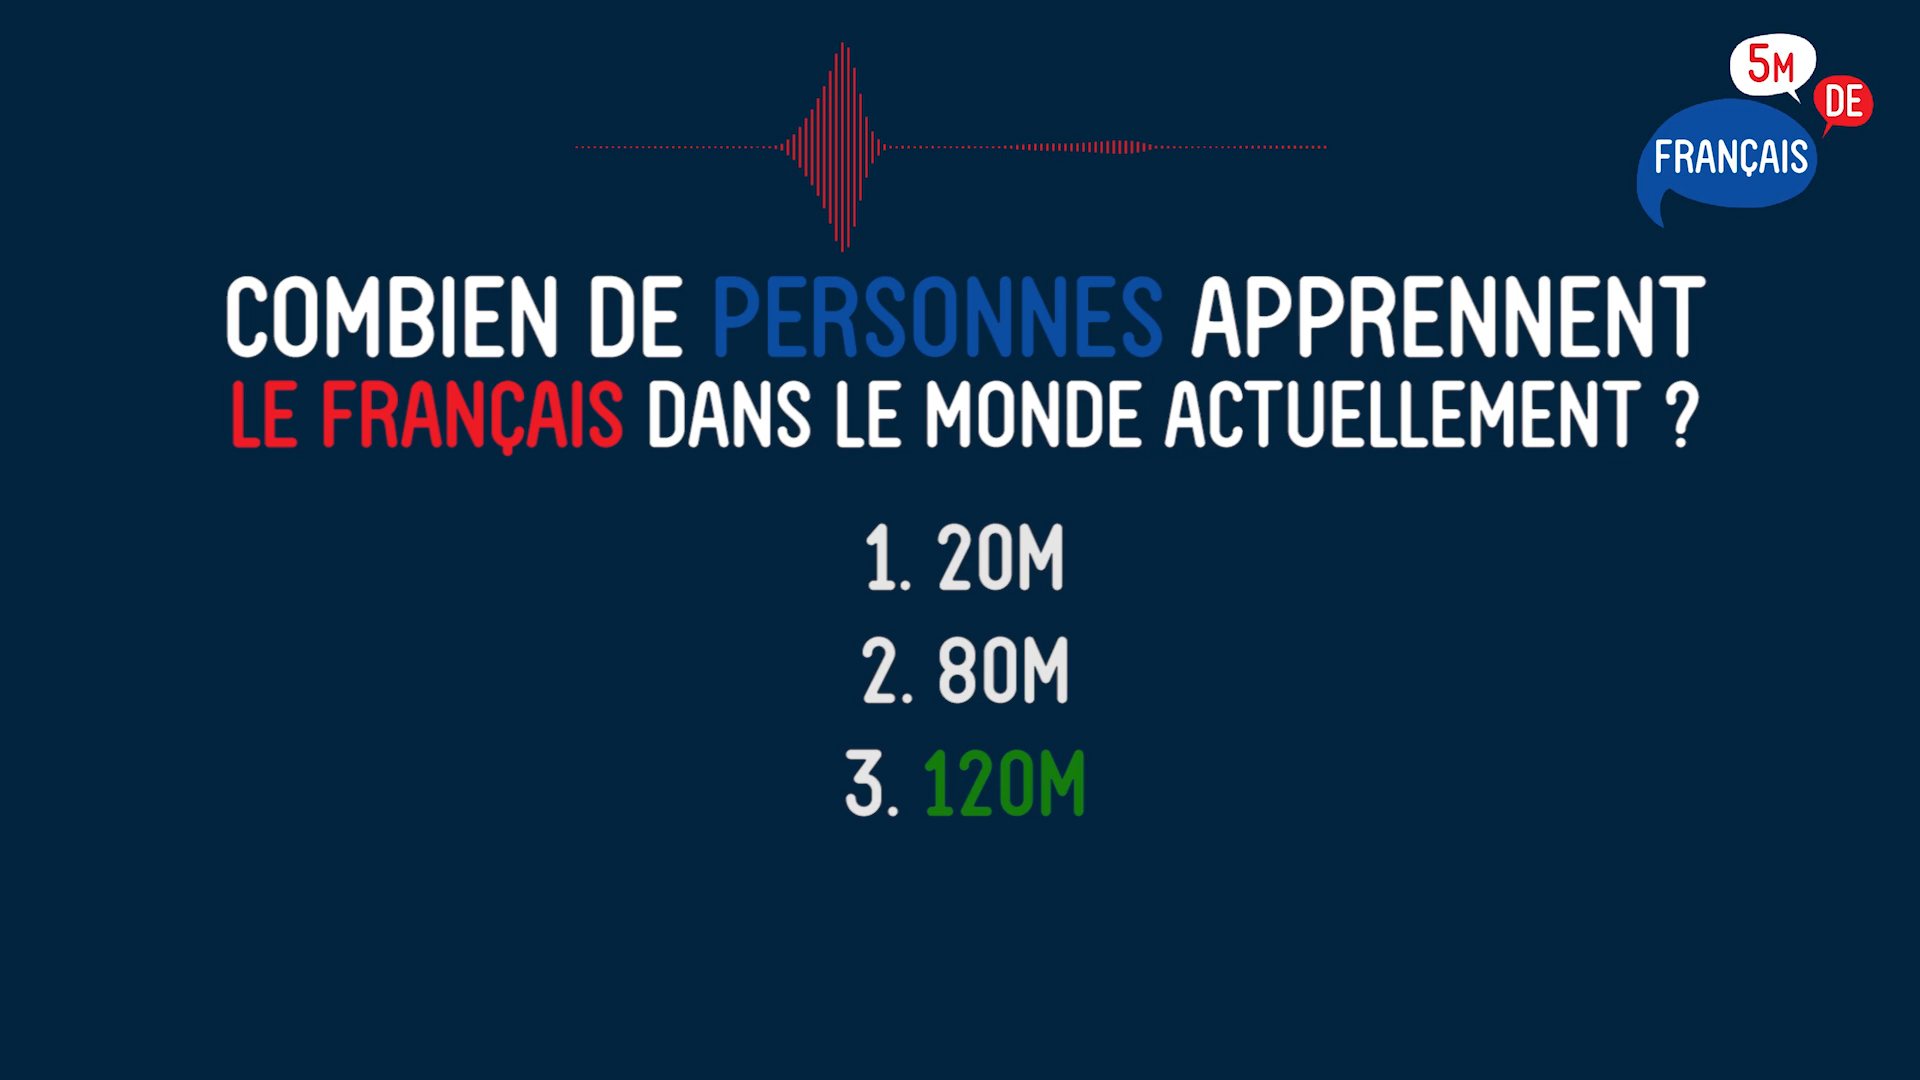 5M
DE
FRANÇAIS
COMBIEN DE PERSONNES APPRENNENT
LE FRANÇAIS DANS LE MONDE ACTUELLEMENT ?
1. 20M
2. 80M
3. 120M